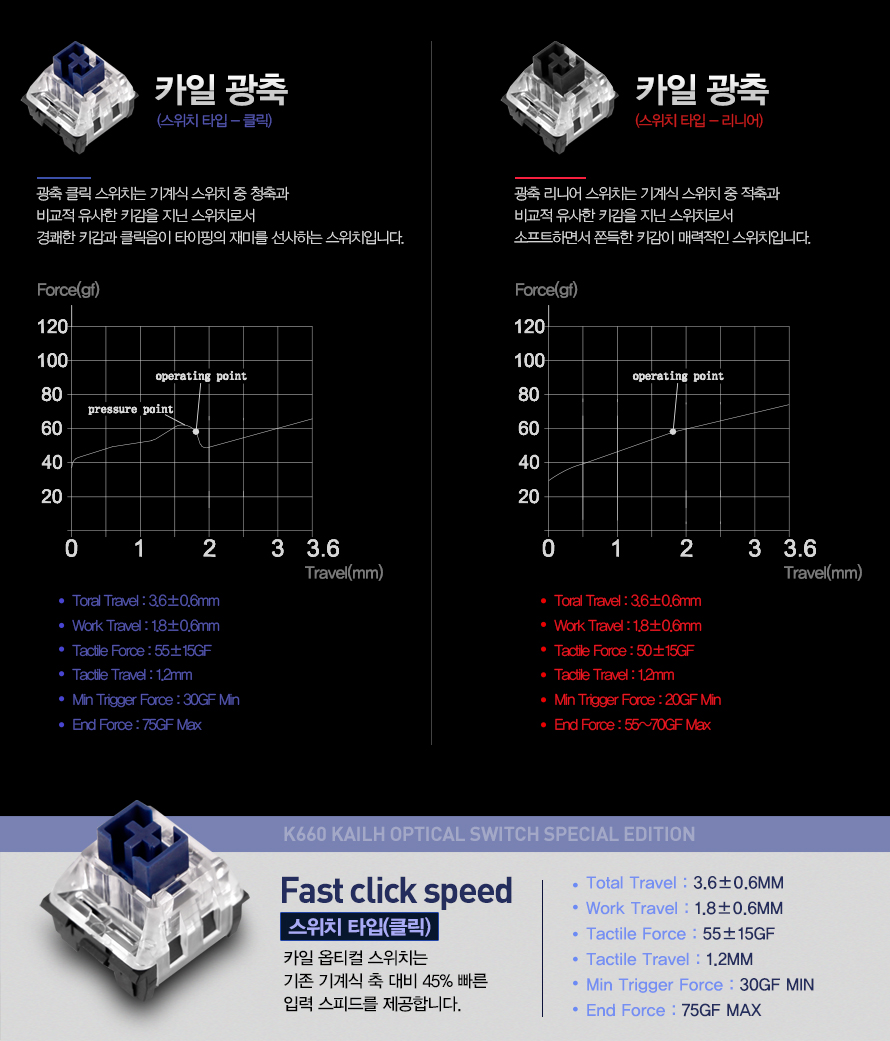 카일 광축
(스위치 타입 – 클릭)
광축 클릭 스위치는 기계식 스위치 중 청축과
비교적 유사한 키감을 지닌 스위치로서
경쾌한 키감과 클릭음이 타이핑의 재미를 선사하는 스위치입니다.
Force(gf)
120
100
80
60
40
20
operating point
pressure point
0 1 2 3 3.6
Travel(mm)
• Toral Travel : 3.6±0.6mm
• Work Travel : 1.8±0.6mm
• Tactile Force : 55±15GF
• Tactile Travel : 1.2mm
• Min Trigger Force : 30GF Min
• End Force : 75GF Max
카일 광축
(스위치 타입 – 리니어)
광축 리니어 스위치는 기계식 스위치 중 적축과
비교적 유사한 키감을 지닌 스위치로서
소프트하면서 쫀득한 키감이 매력적인 스위치입니다.
Force(gf)
120
100
80
60
40
20
operating point
0 1 2 3 3.6
Travel(mm)
• Toral Travel : 3.6±0.6mm
• Work Travel : 1.8±0.6mm
• Tactile Force : 50±15GF
• Tactile Travel : 1.2mm
• Min Trigger Force : 20GF Min
• End Force : 55~70GF Max
K660 KAILH OPTICAL SWITCH SPECIAL EDITION
Fast click speed
스위치 타입(클릭)
카일 옵티컬 스위치는
기존 기계식 축 대비 45% 빠른
입력 스피드를 제공합니다.
• Total Travel : 3.6±0.6MM
• Work Travel : 1.8±0.6MM
• Tactile Force : 55±15GF
• Tactile Travel : 1.2MM
• Min Trigger Force : 30GF MIN
• End Force : 75GF MAX